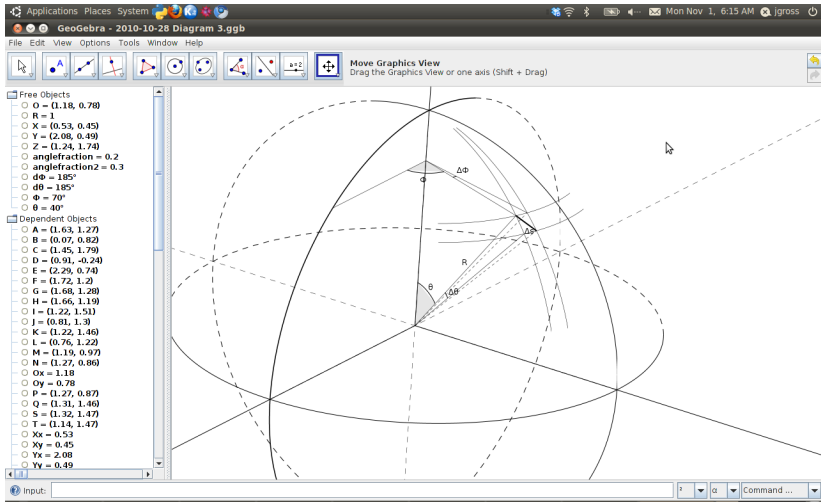 Applications Places System Mon Nov 1, 6:15 AM jgross
GeoGebra - 2010-10-28 Diagram 3.ggb
File Edit View Options Tools Window Help
A
a=2
Move Graphics View
Drag the Graphics View or one axis (Shift + Drag)
Free Objects
O = (1.18, 0.78)
R = 1
X = (0.53, 0.45)
Y = (2.08, 0.49)
Z = (1.24, 1.74)
anglefraction = 0.2
anglefraction2 = 0.3
dΦ = 185°
dθ = 185°
Φ = 70°
θ = 40°
Dependent Objects
A = (1.63, 1.27)
B = (0.07, 0.82)
C = (1.45, 1.79)
D = (0.91, -0.24)
E = (2.29, 0.74)
F = (1.72, 1.2)
G = (1.68, 1.28)
H = (1.66, 1.19)
I = (1.22, 1.51)
J = (0.81, 1.3)
K = (1.22, 1.46)
L = (0.76, 1.22)
M = (1.19, 0.97)
N = (1.27, 0.86)
Ox = 1.18
Oy = 0.78
P = (1.27, 0.87)
Q = (1.31, 1.46)
S = (1.32, 1.47)
T = (1.14, 1.47)
Xx = 0.53
Xy = 0.45
Yx = 2.08
Yy = 0.49
ΔΦ
Φ
Δs
R
θ
Δθ
Input:
²
α
Command ...